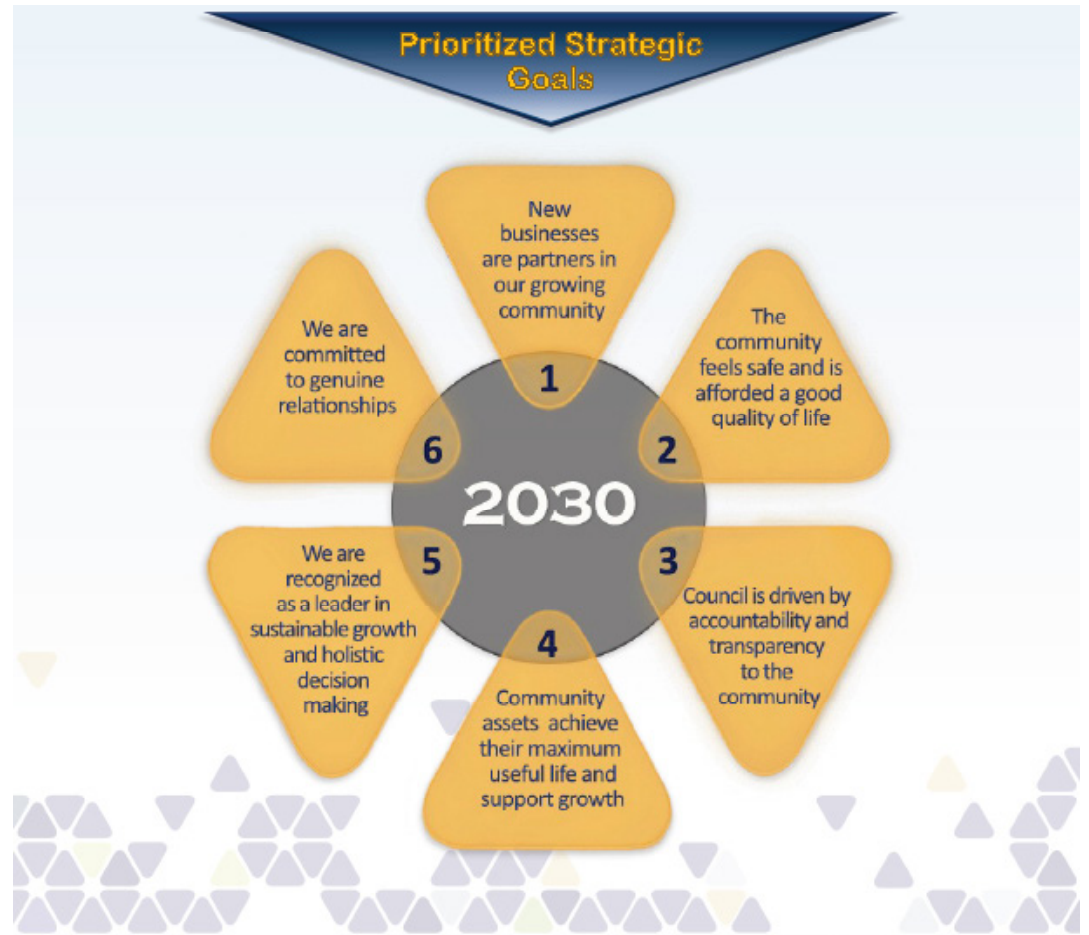 Prioritized Strategic
Goals
New
businesses
are partners in
our growing
community
1
The
community
feels safe and is
afforded a good
quality of life
2
3
Council is driven by
accountability and
transparency
to the
community
4
Community
assets achieve
their maximum
useful life and
support growth
We are
recognized
as a leader in
sustainable growth
and holistic
decision
making
5
We are
committed
to genuine
relationships
6
2030